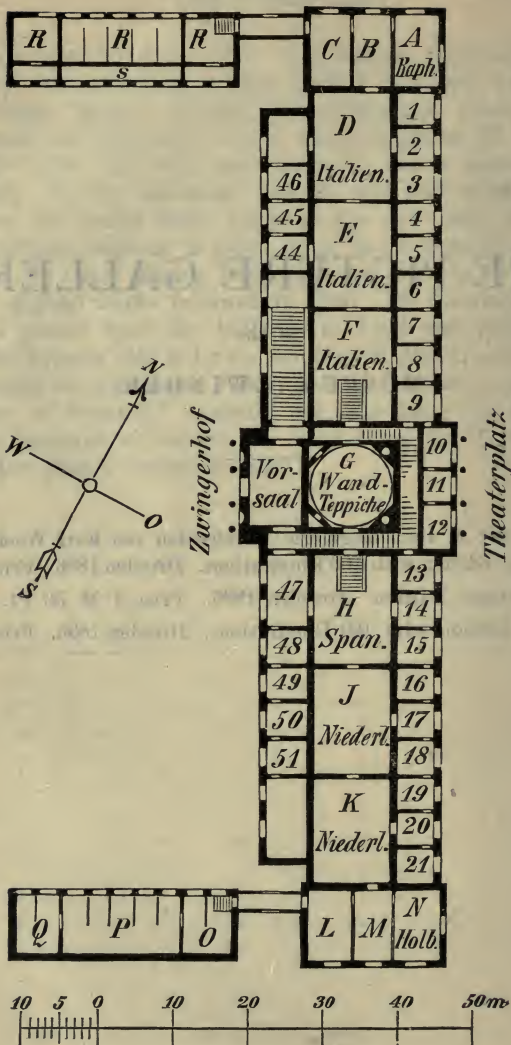 R R R
S
C B A
Raph.
D
Italien.
1
2
3
46
45
44
E
Italien.
4
5
6
F
Italien.
7
8
9
N
W
O
S
Zwingerhof
Vor-
saal
G
Wand-
Teppiche
10
11
12
Theaterplatz
47
48
H
Span.
13
14
15
49
50
51
J
Niederl.
16
17
18
K
Niederl.
19
20
21
Q P O
L M N
Holb.
10 5 0 10 20 30 40 50m